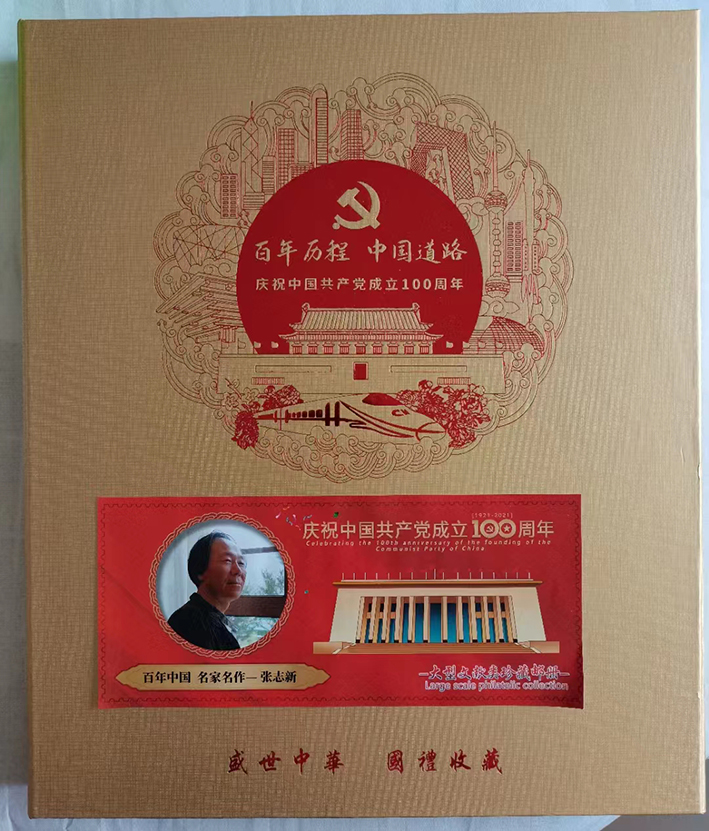 百年历程 中国道路
庆祝中国共产党成立100周年
[1921-2021]
庆祝中国共产党成立100周年
Celebrating the 100th anniversary of the founding of the
Communist Party of China
百年中国 名家名作—张志新
—大型文献类珍藏邮册—
Large scale philatelic collection
盛世中華 國禮收藏